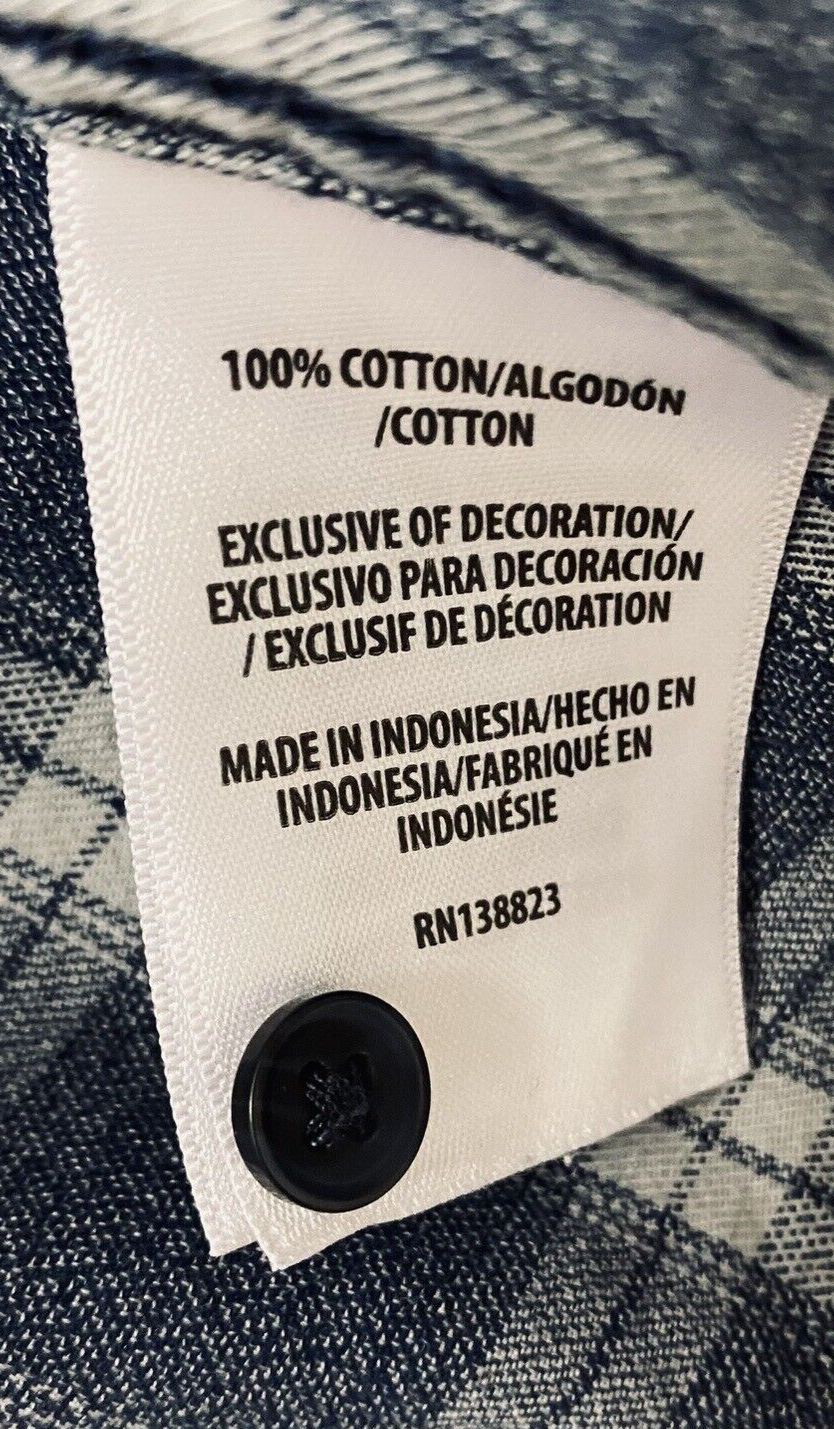 100% COTTON/ALGODÓN
/COTTON
EXCLUSIVE OF DECORATION/
EXCLUSIVO PARA DECORACIÓN
/ EXCLUSIF DE DÉCORATION
MADE IN INDONESIA/HECHO EN
INDONESIA/FABRIQUÉ EN
INDONÉSIE
RN138823